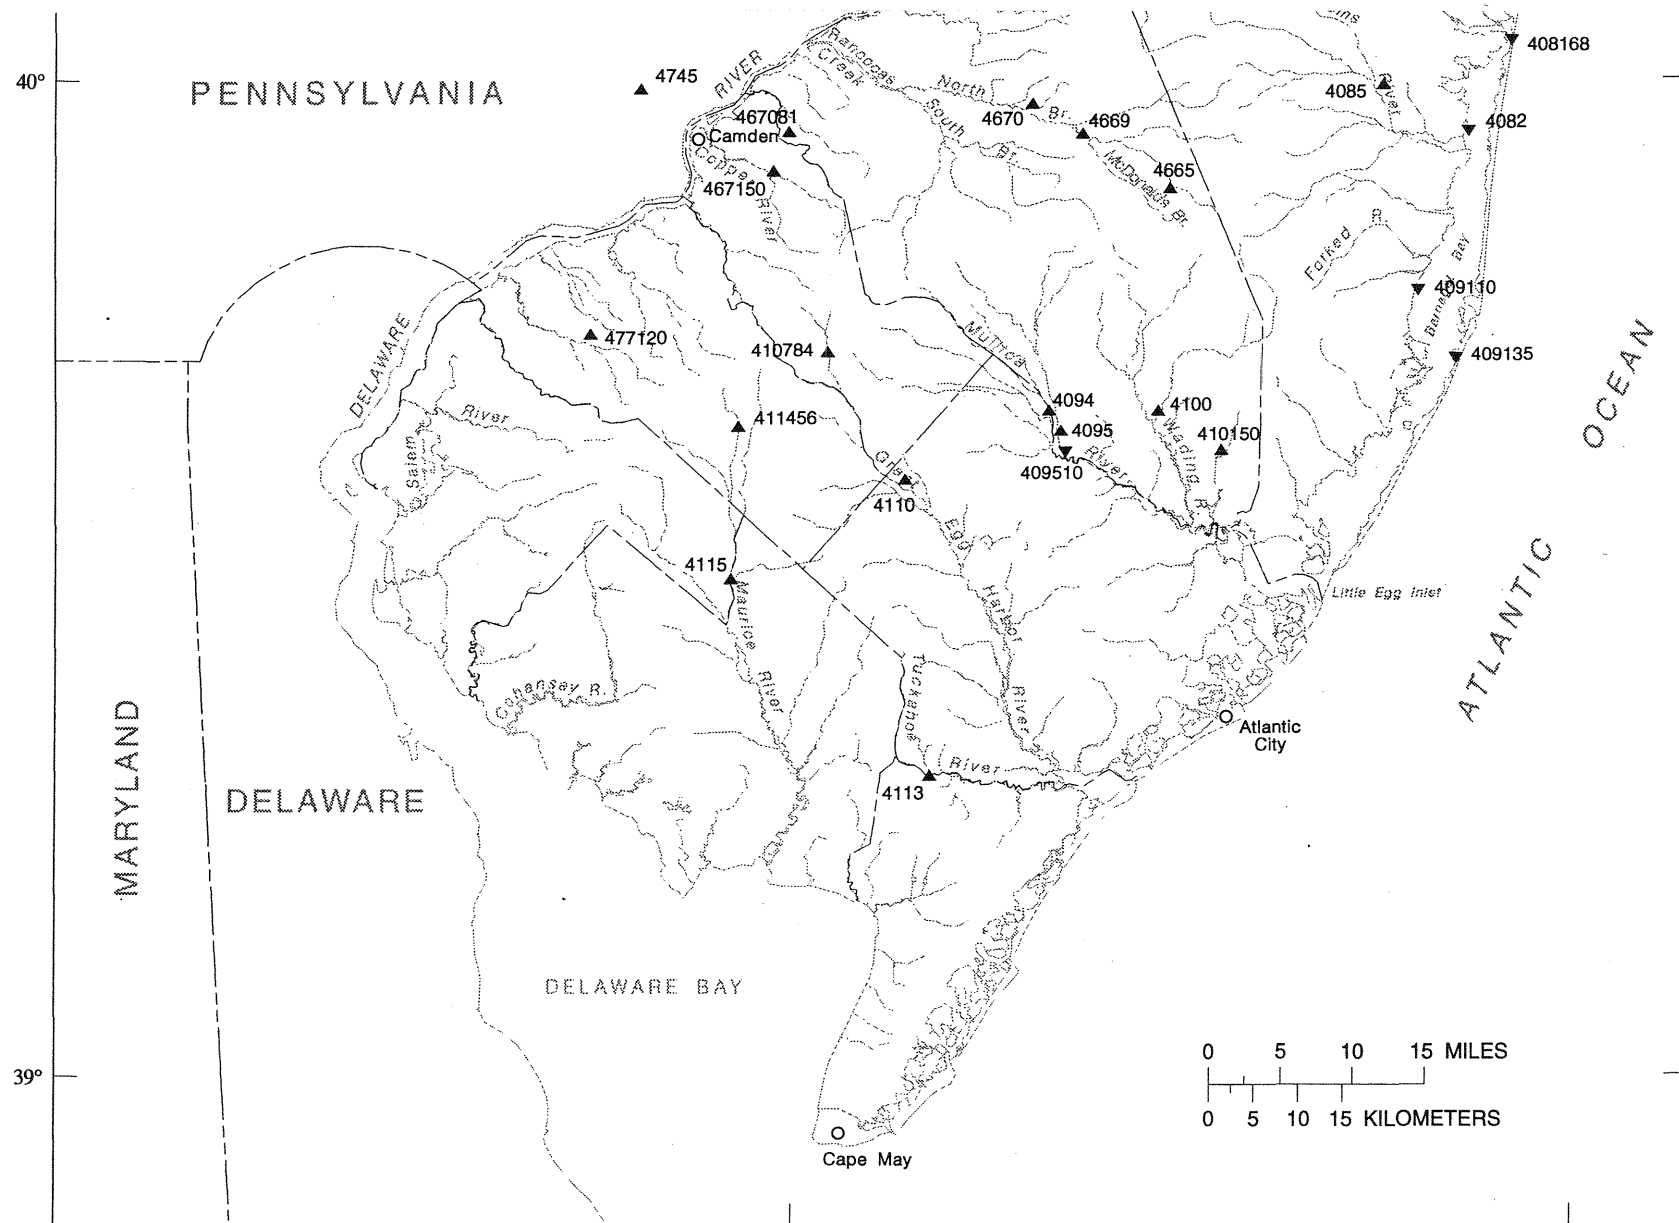 408168
40°
PENNSYLVANIA
4745
RIVER
Rancocas
Creek
North
Br.
4085
River
4670
4669
467081
Camden
4082
South
Br.
Cooper
River
467150
McDonalds Br.
4665
Forked
R.
Barnegat Bay
409110
DELAWARE
477120
410784
Mullica
409135
ATLANTIC OCEAN
River
Salem
411456
4094
4095
River
409510
4100
Wading R.
410150
Great
4110
Egg
Harbor
River
4115
Maurice
River
Little Egg Inlet
Cohansey R.
Tuckahoe
River
4113
Atlantic
City
MARYLAND
DELAWARE
DELAWARE BAY
39°
0 5 10 15 MILES
0 5 10 15 KILOMETERS
Cape May